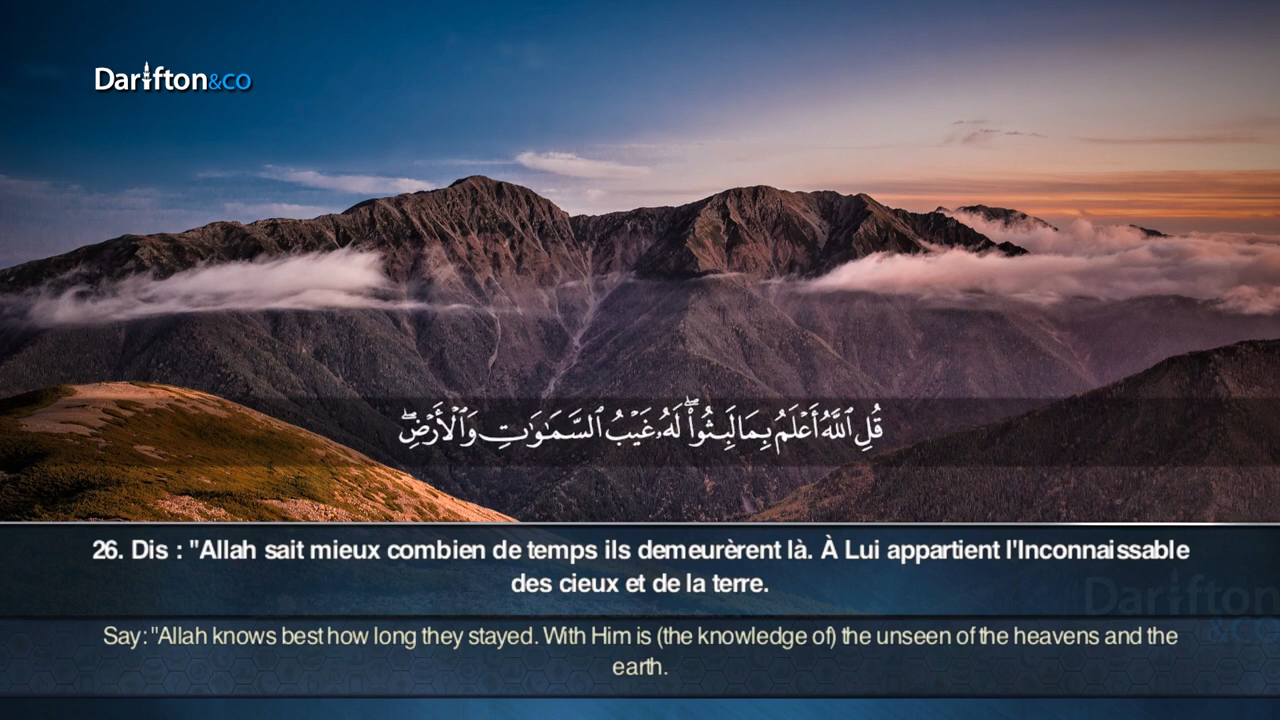 Darifton&co
قُلِ ٱللَّهُ أَعْلَمُ بِمَا لَبِثُوا۟ ۖ لَهُۥ غَيْبُ ٱلسَّمَـٰوَٰتِ وَٱلْأَرْضِ ۖ
26. Dis : "Allah sait mieux combien de temps ils demeurèrent là. À Lui appartient l'Inconnaissable
des cieux et de la terre.
Darifton
&co
Say: "Allah knows best how long they stayed. With Him is (the knowledge of) the unseen of the heavens and the
earth.